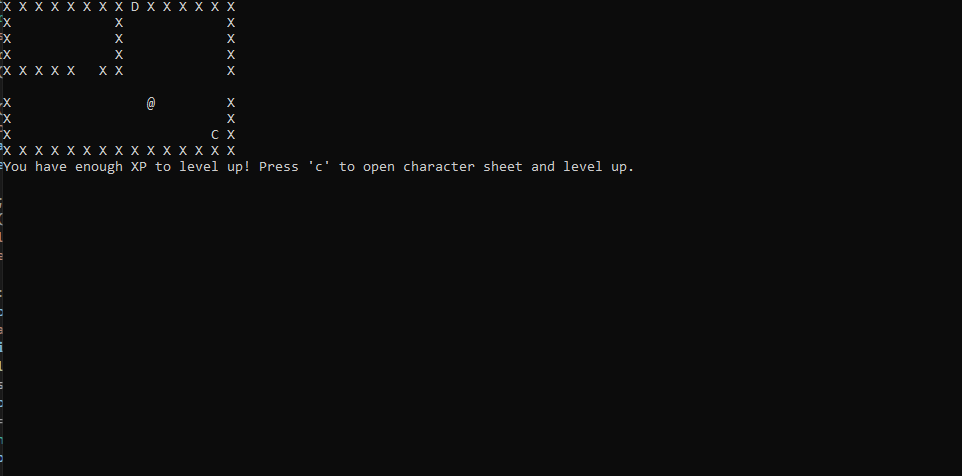 X X X X X X X X D X X X X X X
X             X             X
X             X             X
X             X             X
X X X X X   X X             X
X                 @         X
X                           X
X                         C X
X X X X X X X X X X X X X X X
You have enough XP to level up! Press 'c' to open character sheet and level up.